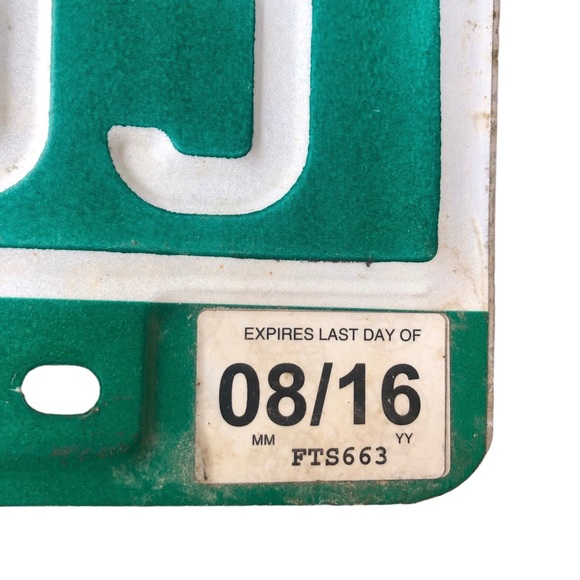 EXPIRES LAST DAY OF
08/16
MM YY
FTS663